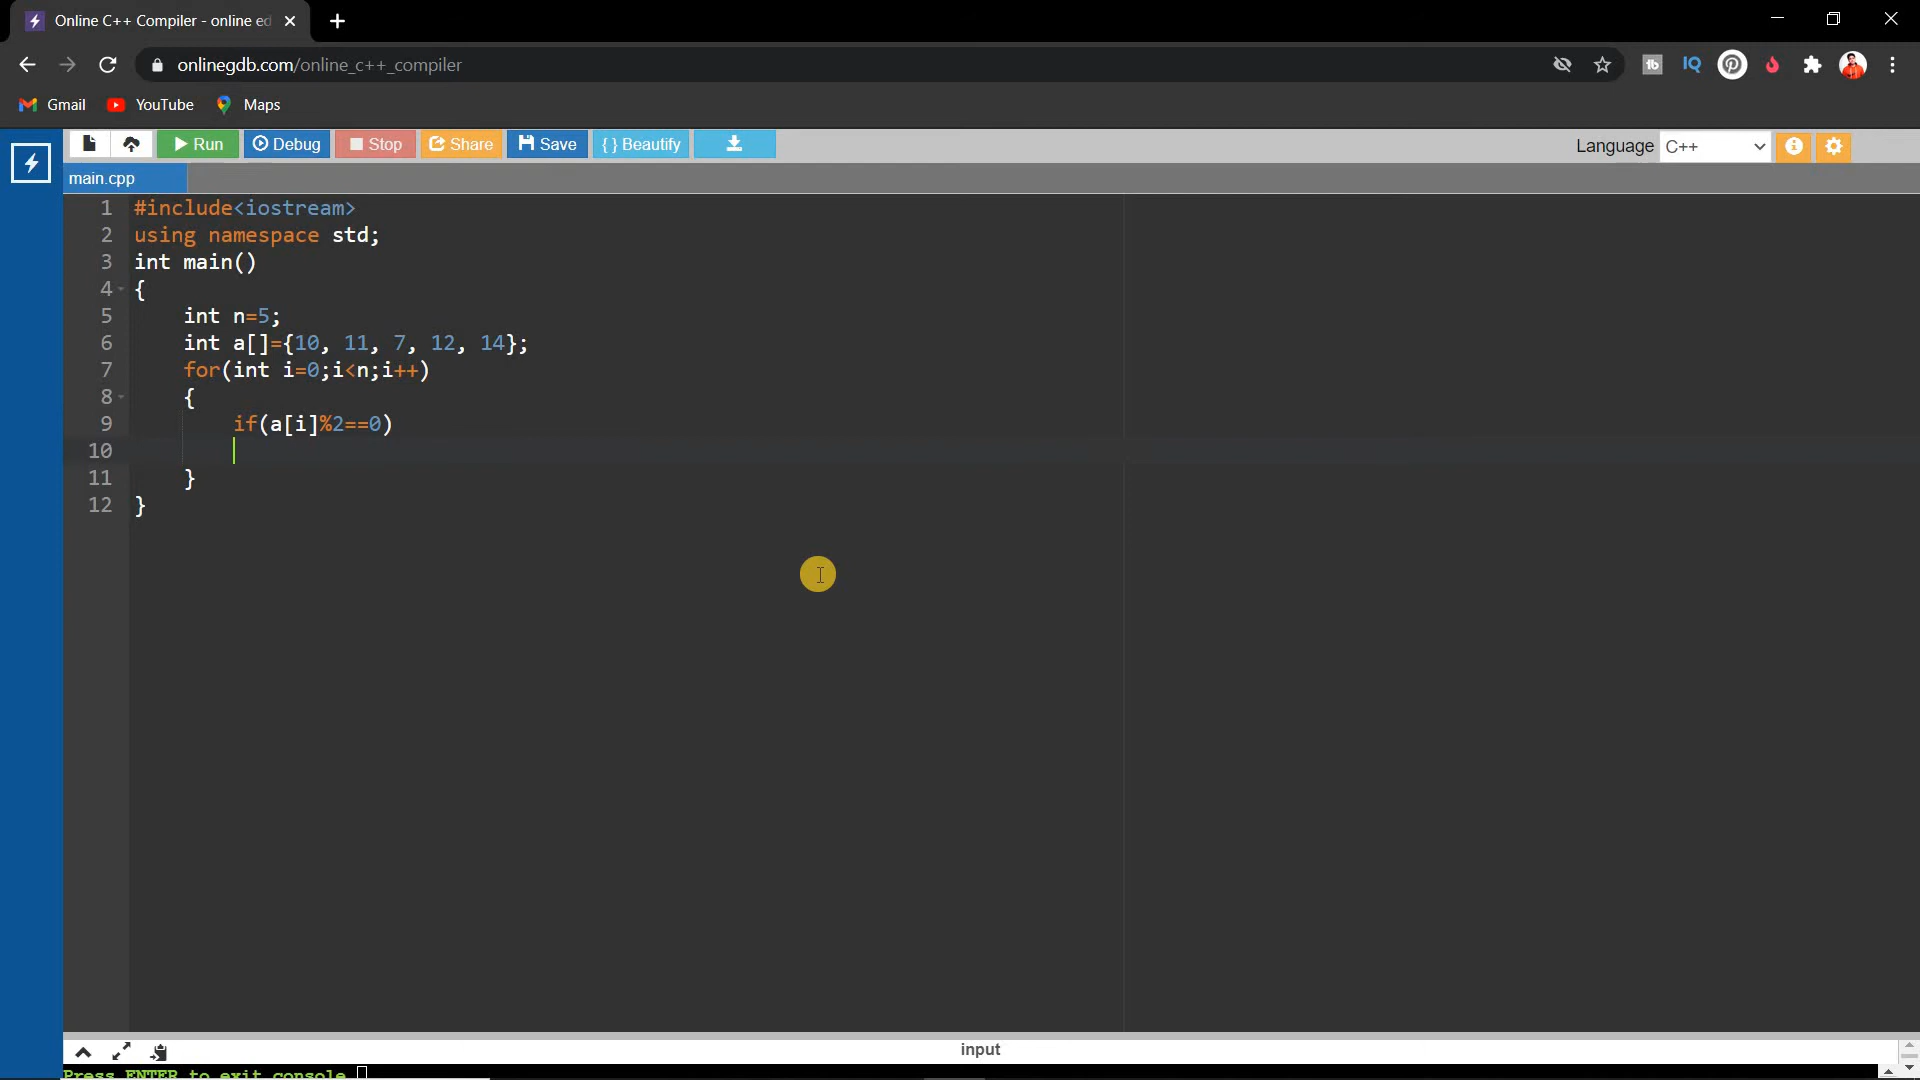 Online C++ Compiler - online ed
onlinegdb.com/online_c++_compiler
Gmail YouTube Maps
Run Debug Stop Share Save { } Beautify Language C++
main.cpp
1 #include<iostream>
2 using namespace std;
3 int main()
4 {
5 int n=5;
6 int a[]={10, 11, 7, 12, 14};
7 for(int i=0;i<n;i++)
8 {
9 if(a[i]%2==0)
10
11 }
12 }
input
Press ENTER to exit console.